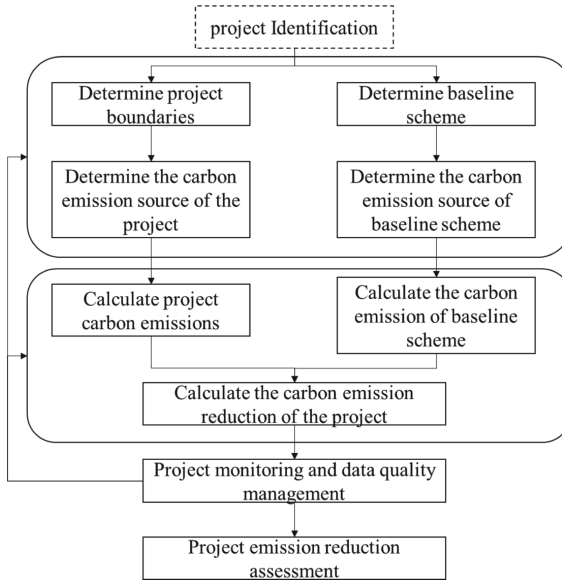 project Identification
Determine project
boundaries
Determine baseline
scheme
Determine the carbon
emission source of the
project
Determine the carbon
emission source of
baseline scheme
Calculate project
carbon emissions
Calculate the carbon
emission of baseline
scheme
Calculate the carbon emission
reduction of the project
Project monitoring and data quality
management
Project emission reduction
assessment